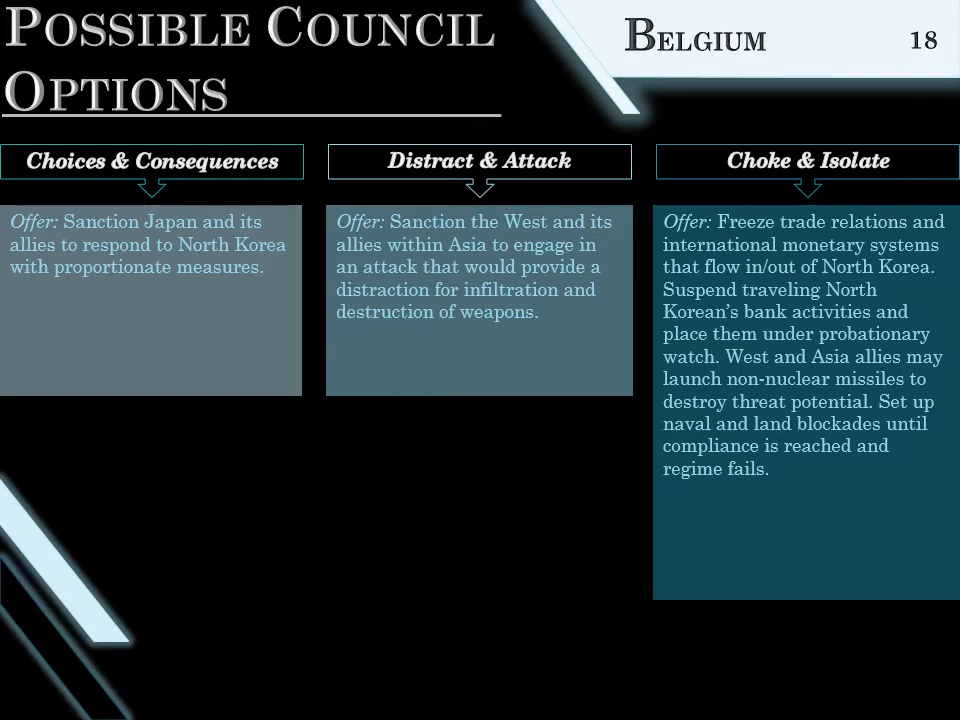 POSSIBLE COUNCIL
OPTIONS
BELGIUM
18
Choices & Consequences
Offer: Sanction Japan and its
allies to respond to North Korea
with proportionate measures.
Distract & Attack
Offer: Sanction the West and its
allies within Asia to engage in
an attack that would provide a
distraction for infiltration and
destruction of weapons.
Choke & Isolate
Offer: Freeze trade relations and
international monetary systems
that flow in/out of North Korea.
Suspend traveling North
Korean’s bank activities and
place them under probationary
watch. West and Asia allies may
launch non-nuclear missiles to
destroy threat potential. Set up
naval and land blockades until
compliance is reached and
regime fails.